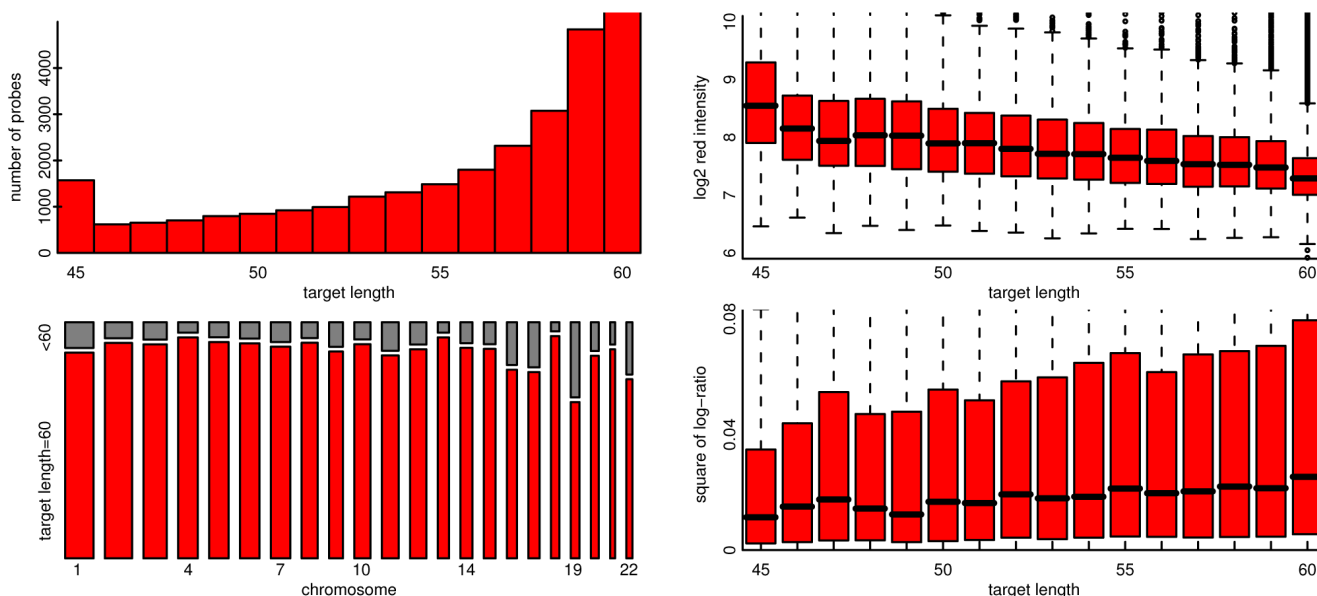 number of probes
4000
3000
2000
1000
0
45 50 55 60
target length
log2 red intensity
10
9
8
7
6
45 50 55 60
target length
<60
target length=60
1 4 7 10 14 19 22
chromosome
square of log−ratio
0.08
0.04
0
45 50 55 60
target length